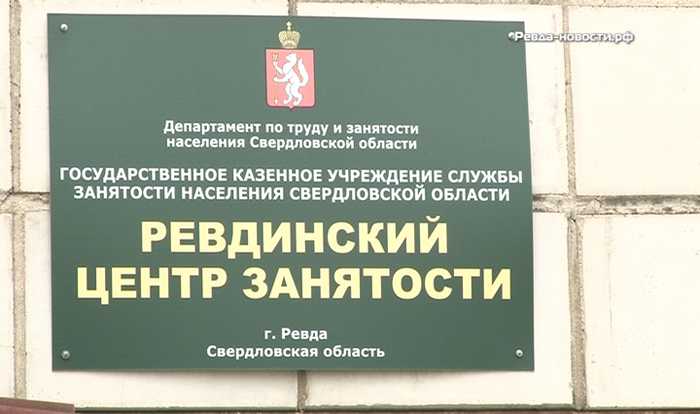 Ревда-новости.рф
Департамент по труду и занятости
населения Свердловской области
ГОСУДАРСТВЕННОЕ КАЗЕННОЕ УЧРЕЖДЕНИЕ СЛУЖБЫ
ЗАНЯТОСТИ НАСЕЛЕНИЯ СВЕРДЛОВСКОЙ ОБЛАСТИ
РЕВДИНСКИЙ
ЦЕНТР ЗАНЯТОСТИ
г. Ревда
Свердловская область